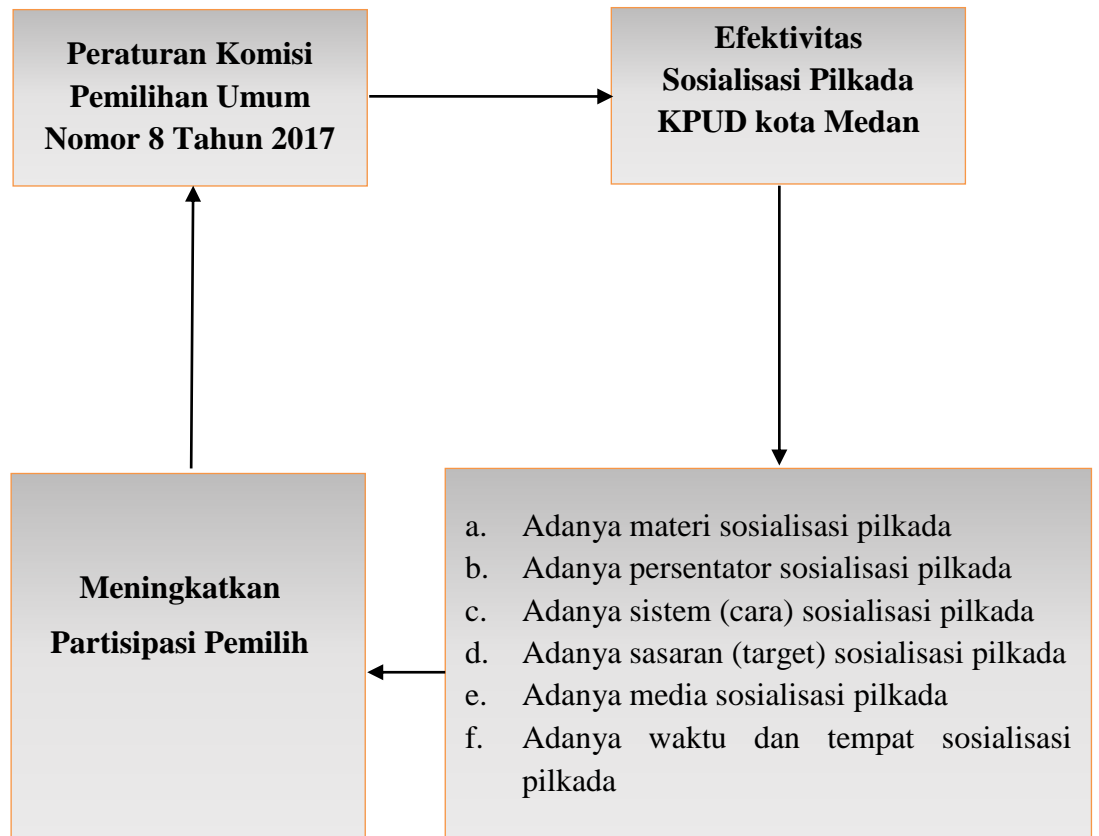 Peraturan Komisi
Pemilihan Umum
Nomor 8 Tahun 2017
Efektivitas
Sosialisasi Pilkada
KPUD kota Medan
Meningkatkan
Partisipasi Pemilih
a. Adanya materi sosialisasi pilkada
b. Adanya persentator sosialisasi pilkada
c. Adanya sistem (cara) sosialisasi pilkada
d. Adanya sasaran (target) sosialisasi pilkada
e. Adanya media sosialisasi pilkada
f. Adanya waktu dan tempat sosialisasi
pilkada